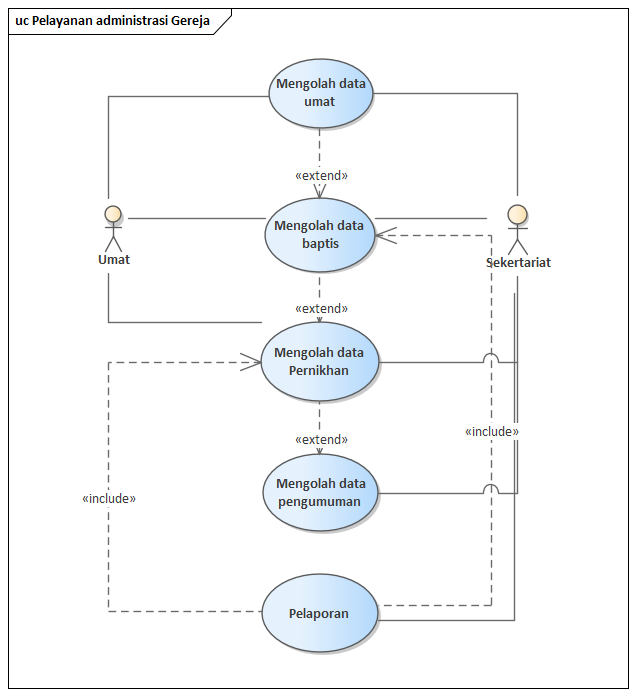 uc Pelayanan administrasi Gereja
Mengolah data
umat
«extend»
Mengolah data
baptis
Umat
Sekertariat
«extend»
Mengolah data
Pernikhan
«include»
«extend»
Mengolah data
pengumuman
«include»
Pelaporan